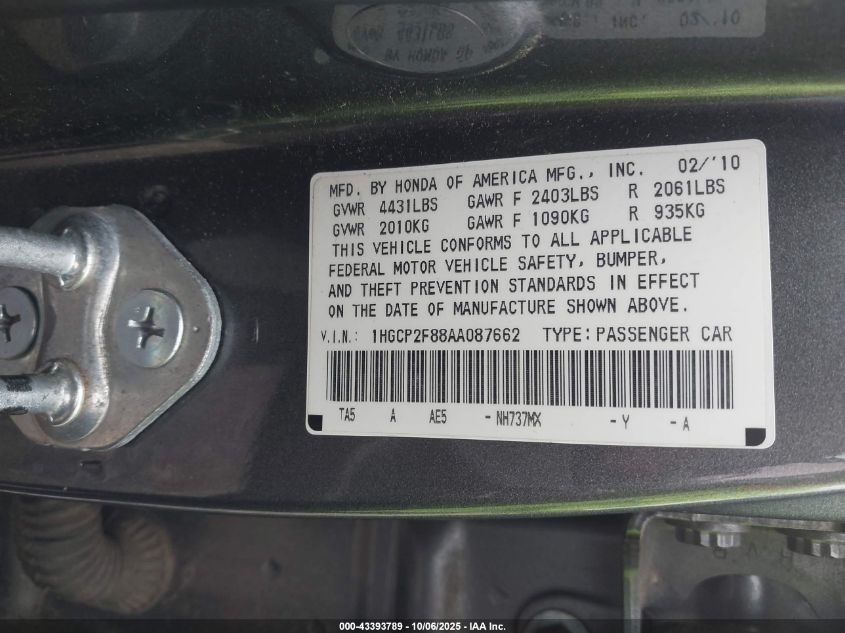 MFD. BY HONDA OF AMERICA MFG., INC. 02/'10
GVWR 4431LBS GAWR F 2403LBS R 2061LBS
GVWR 2010KG GAWR F 1090KG R 935KG
THIS VEHICLE CONFORMS TO ALL APPLICABLE
FEDERAL MOTOR VEHICLE SAFETY, BUMPER,
AND THEFT PREVENTION STANDARDS IN EFFECT
ON THE DATE OF MANUFACTURE SHOWN ABOVE.
V.I.N.: 1HGCP2F88AA087662 TYPE: PASSENGER CAR
TA5 A AE5 - NH737MX - Y - A
000-43393789 - 10/06/2025 - IAA Inc.